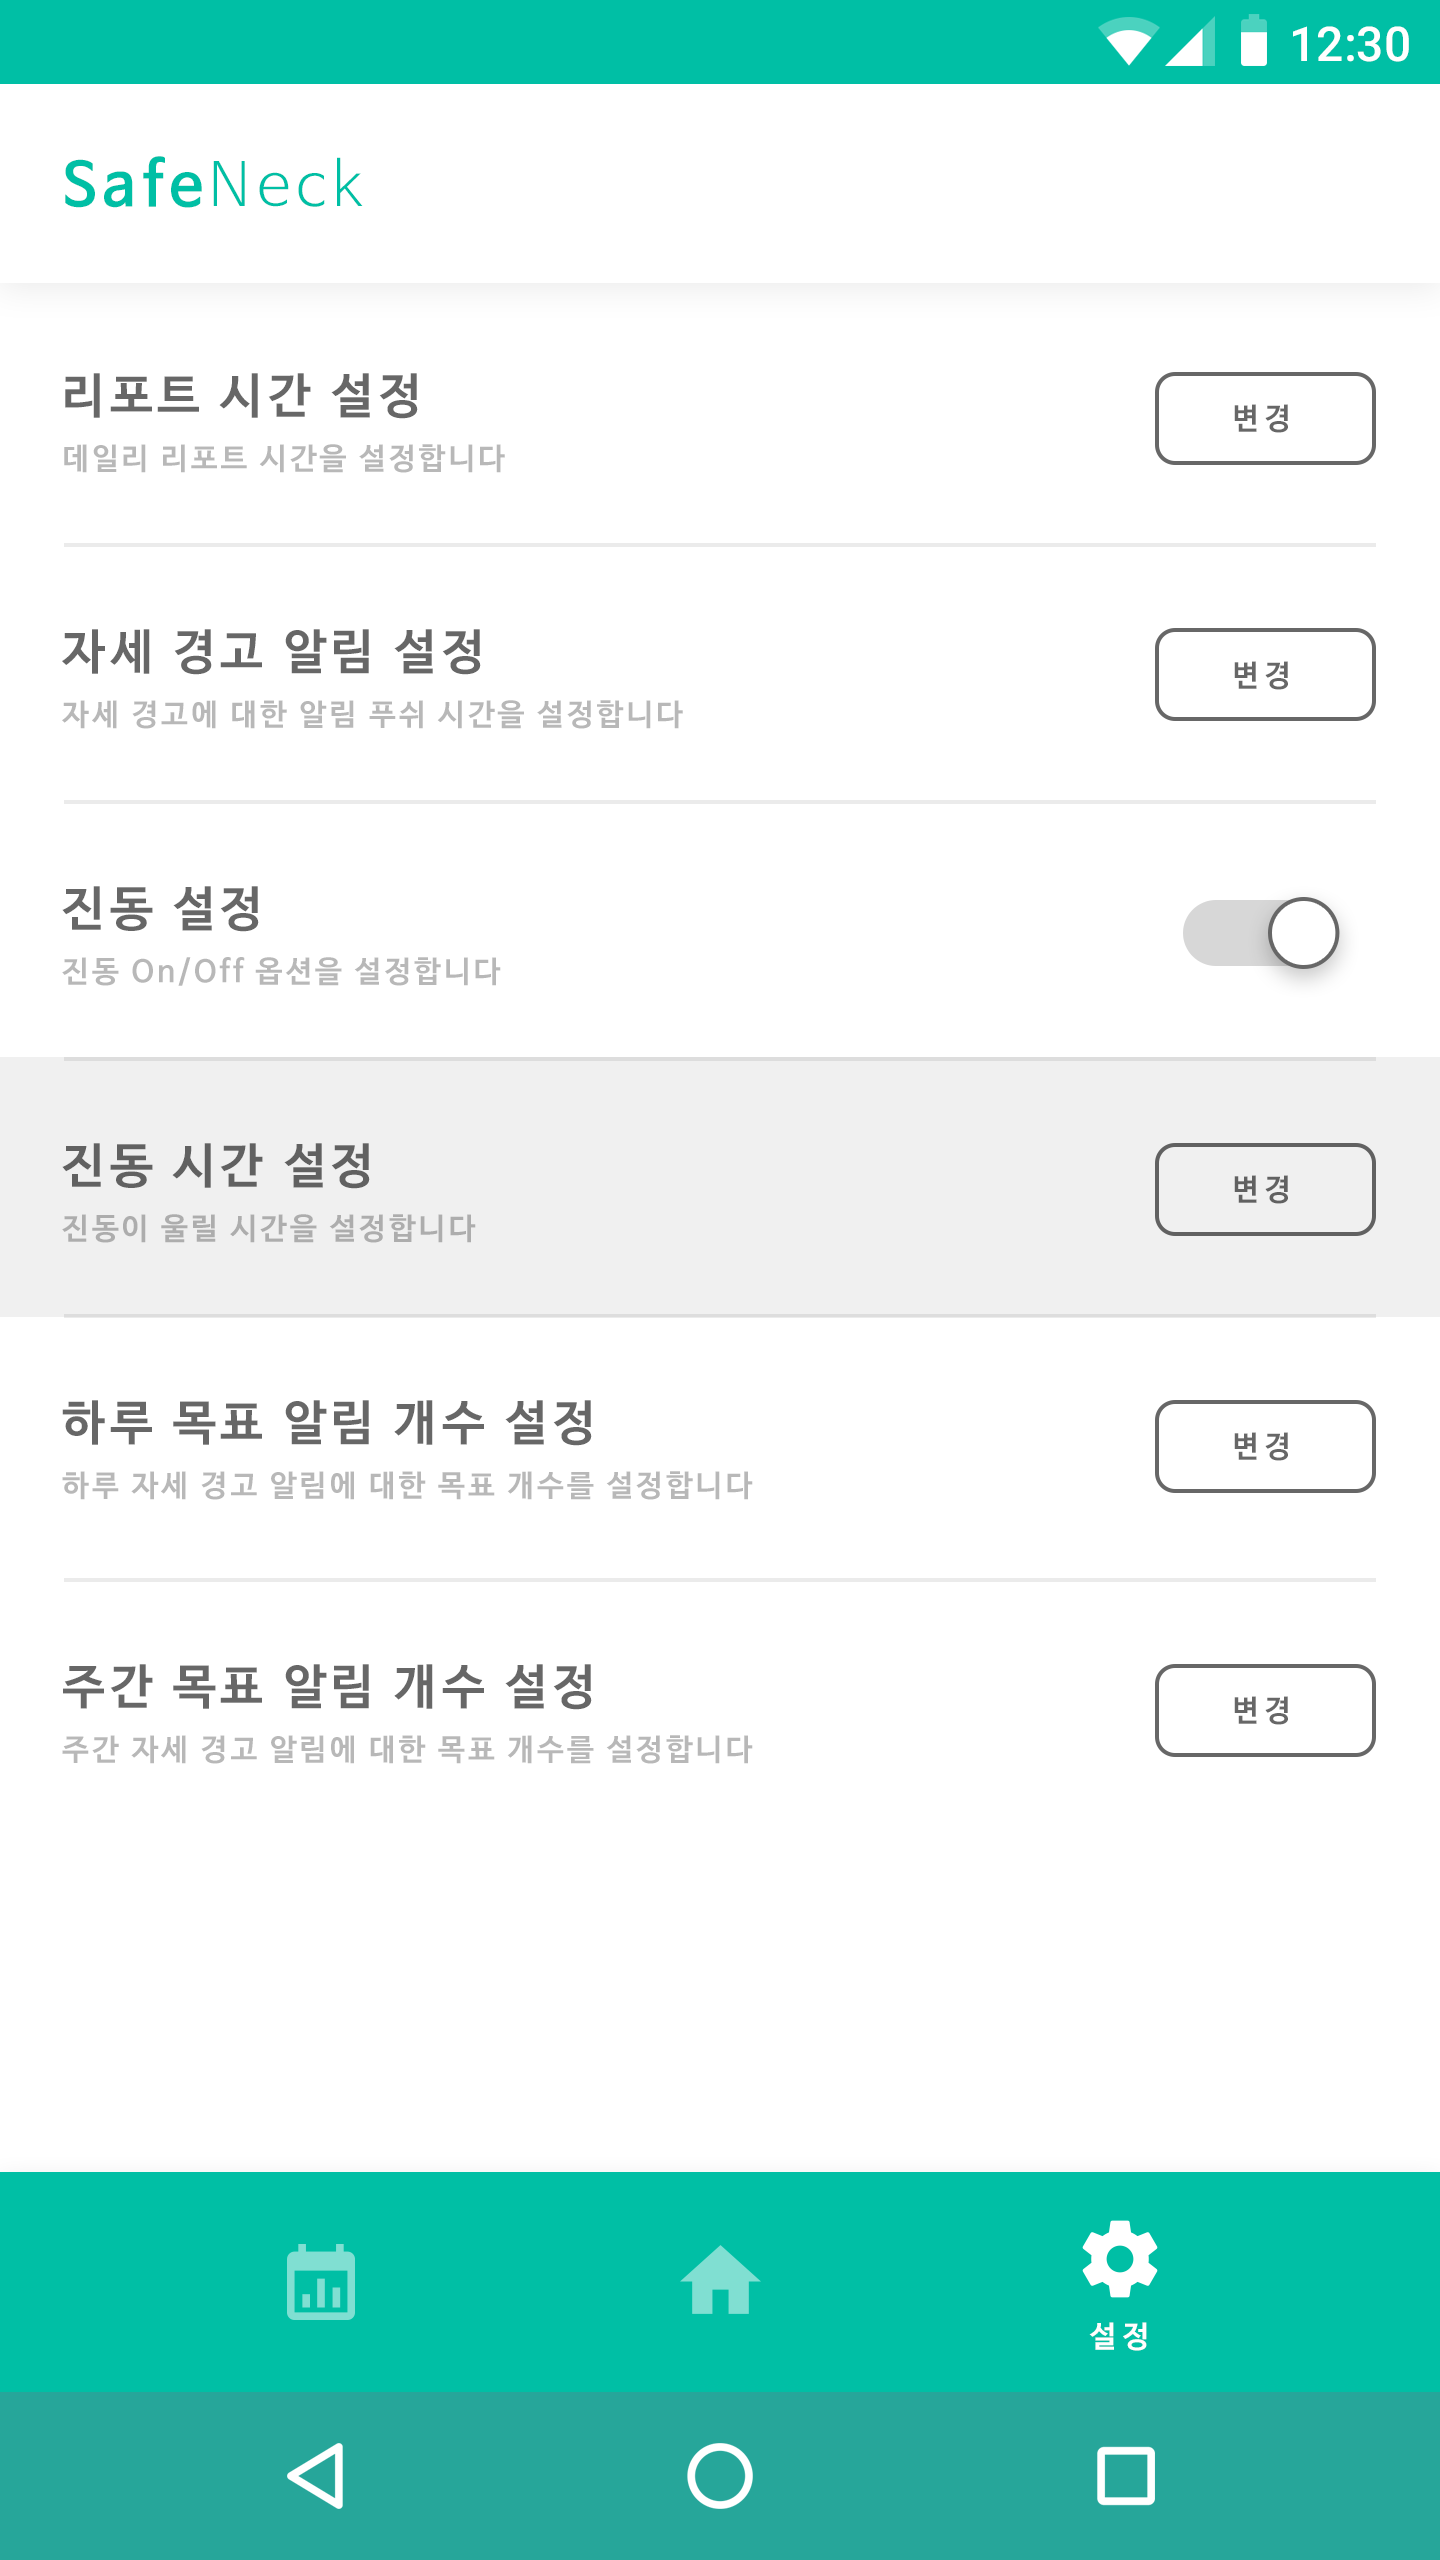 12:30
SafeNeck
리포트 시간 설정
데일리 리포트 시간을 설정합니다
변경
자세 경고 알림 설정
자세 경고에 대한 알림 푸쉬 시간을 설정합니다
변경
진동 설정
진동 On/Off 옵션을 설정합니다
진동 시간 설정
진동이 울릴 시간을 설정합니다
변경
하루 목표 알림 개수 설정
하루 자세 경고 알림에 대한 목표 개수를 설정합니다
변경
주간 목표 알림 개수 설정
주간 자세 경고 알림에 대한 목표 개수를 설정합니다
변경
설정